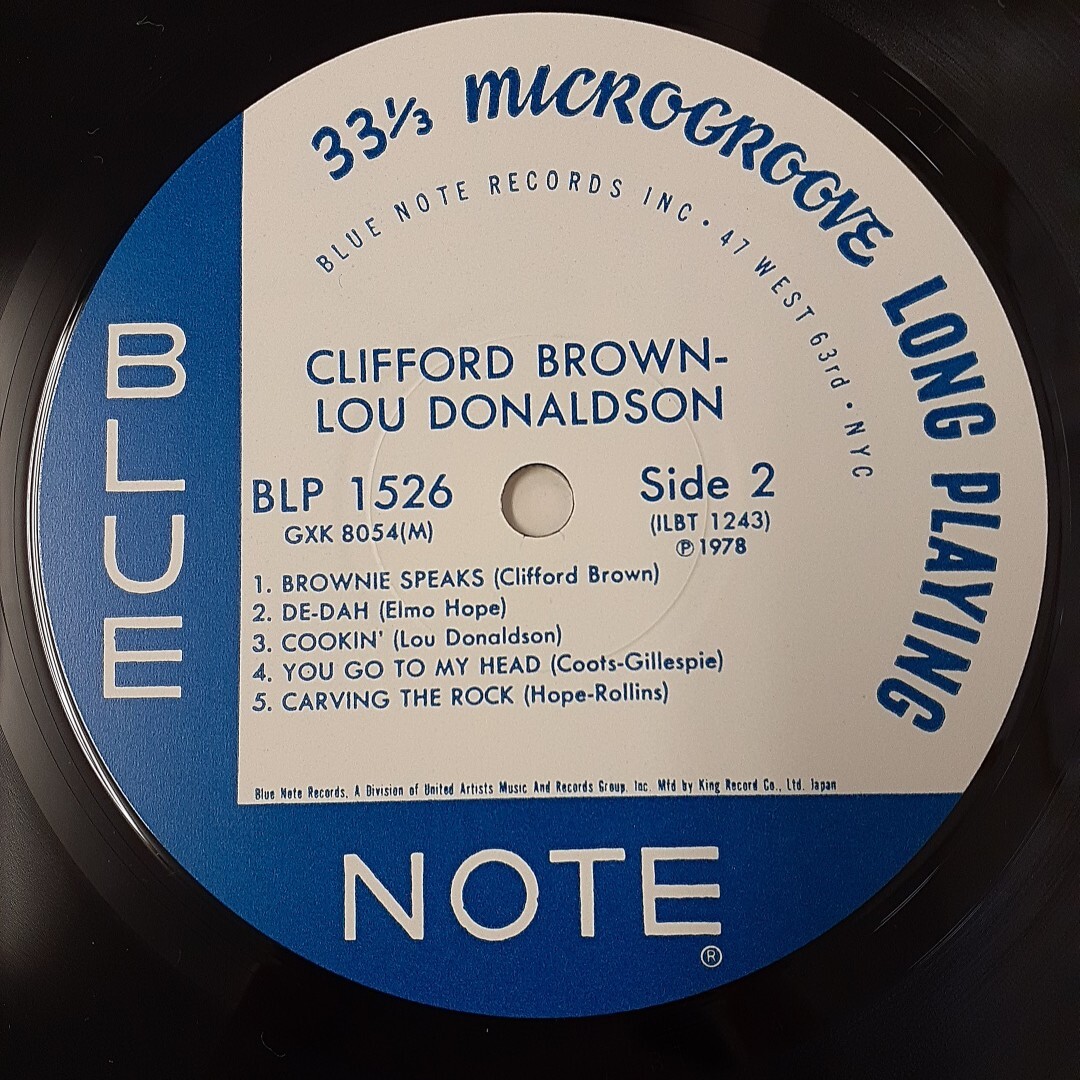 33⅓ MICROGROOVE LONG PLAYING
BLUE NOTE RECORDS INC • 47 WEST 63rd • NYC
CLIFFORD BROWN-
LOU DONALDSON
BLP 1526
GXK 8054(M)
Side 2
(ILBT 1243)
℗ 1978
1. BROWNIE SPEAKS (Clifford Brown)
2. DE-DAH (Elmo Hope)
3. COOKIN' (Lou Donaldson)
4. YOU GO TO MY HEAD (Coots-Gillespie)
5. CARVING THE ROCK (Hope-Rollins)
Blue Note Records, A Division of United Artists Music And Records Group, Inc. Mfd by King Record Co., Ltd. Japan
BLUE
NOTE
®